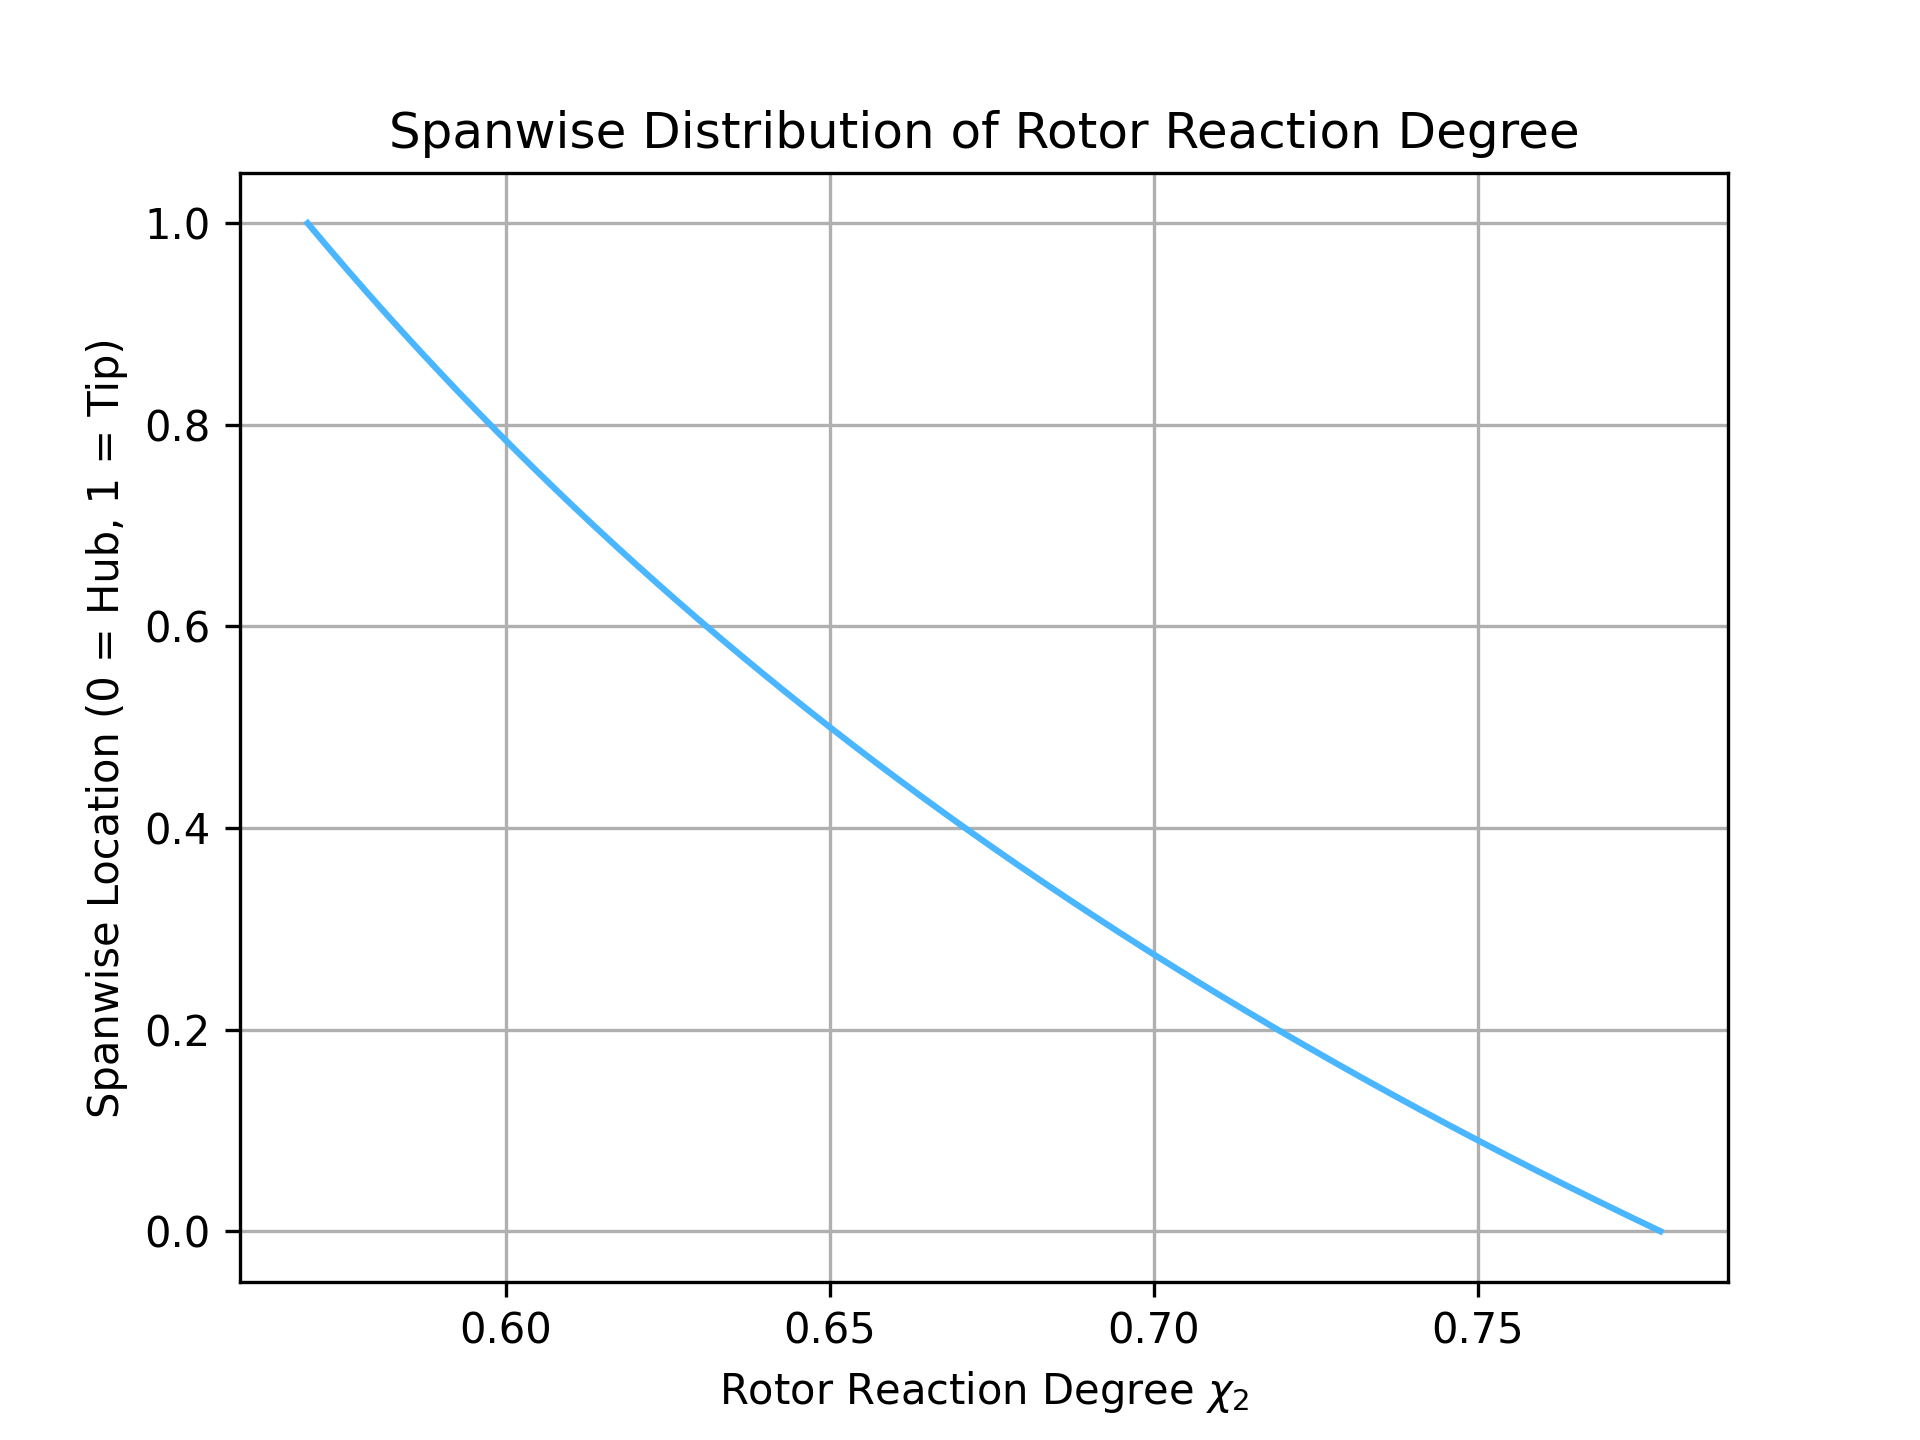 Spanwise Distribution of Rotor Reaction Degree
Spanwise Location (0 = Hub, 1 = Tip)
1.0
0.8
0.6
0.4
0.2
0.0
0.60 0.65 0.70 0.75
Rotor Reaction Degree χ₂